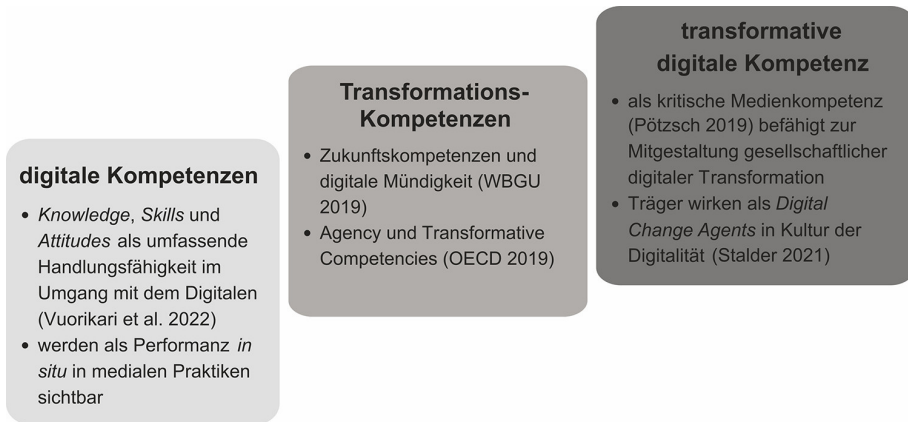 digitale Kompetenzen
• Knowledge, Skills und
Attitudes als umfassende
Handlungsfähigkeit im
Umgang mit dem Digitalen
(Vuorikari et al. 2022)
• werden als Performanz in
situ in medialen Praktiken
sichtbar
Transformations-
Kompetenzen
• Zukunftskompetenzen und
digitale Mündigkeit (WBGU
2019)
• Agency und Transformative
Competencies (OECD 2019)
transformative
digitale Kompetenz
• als kritische Medienkompetenz
(Pötzsch 2019) befähigt zur
Mitgestaltung gesellschaftlicher
digitaler Transformation
• Träger wirken als Digital
Change Agents in Kultur der
Digitalität (Stalder 2021)